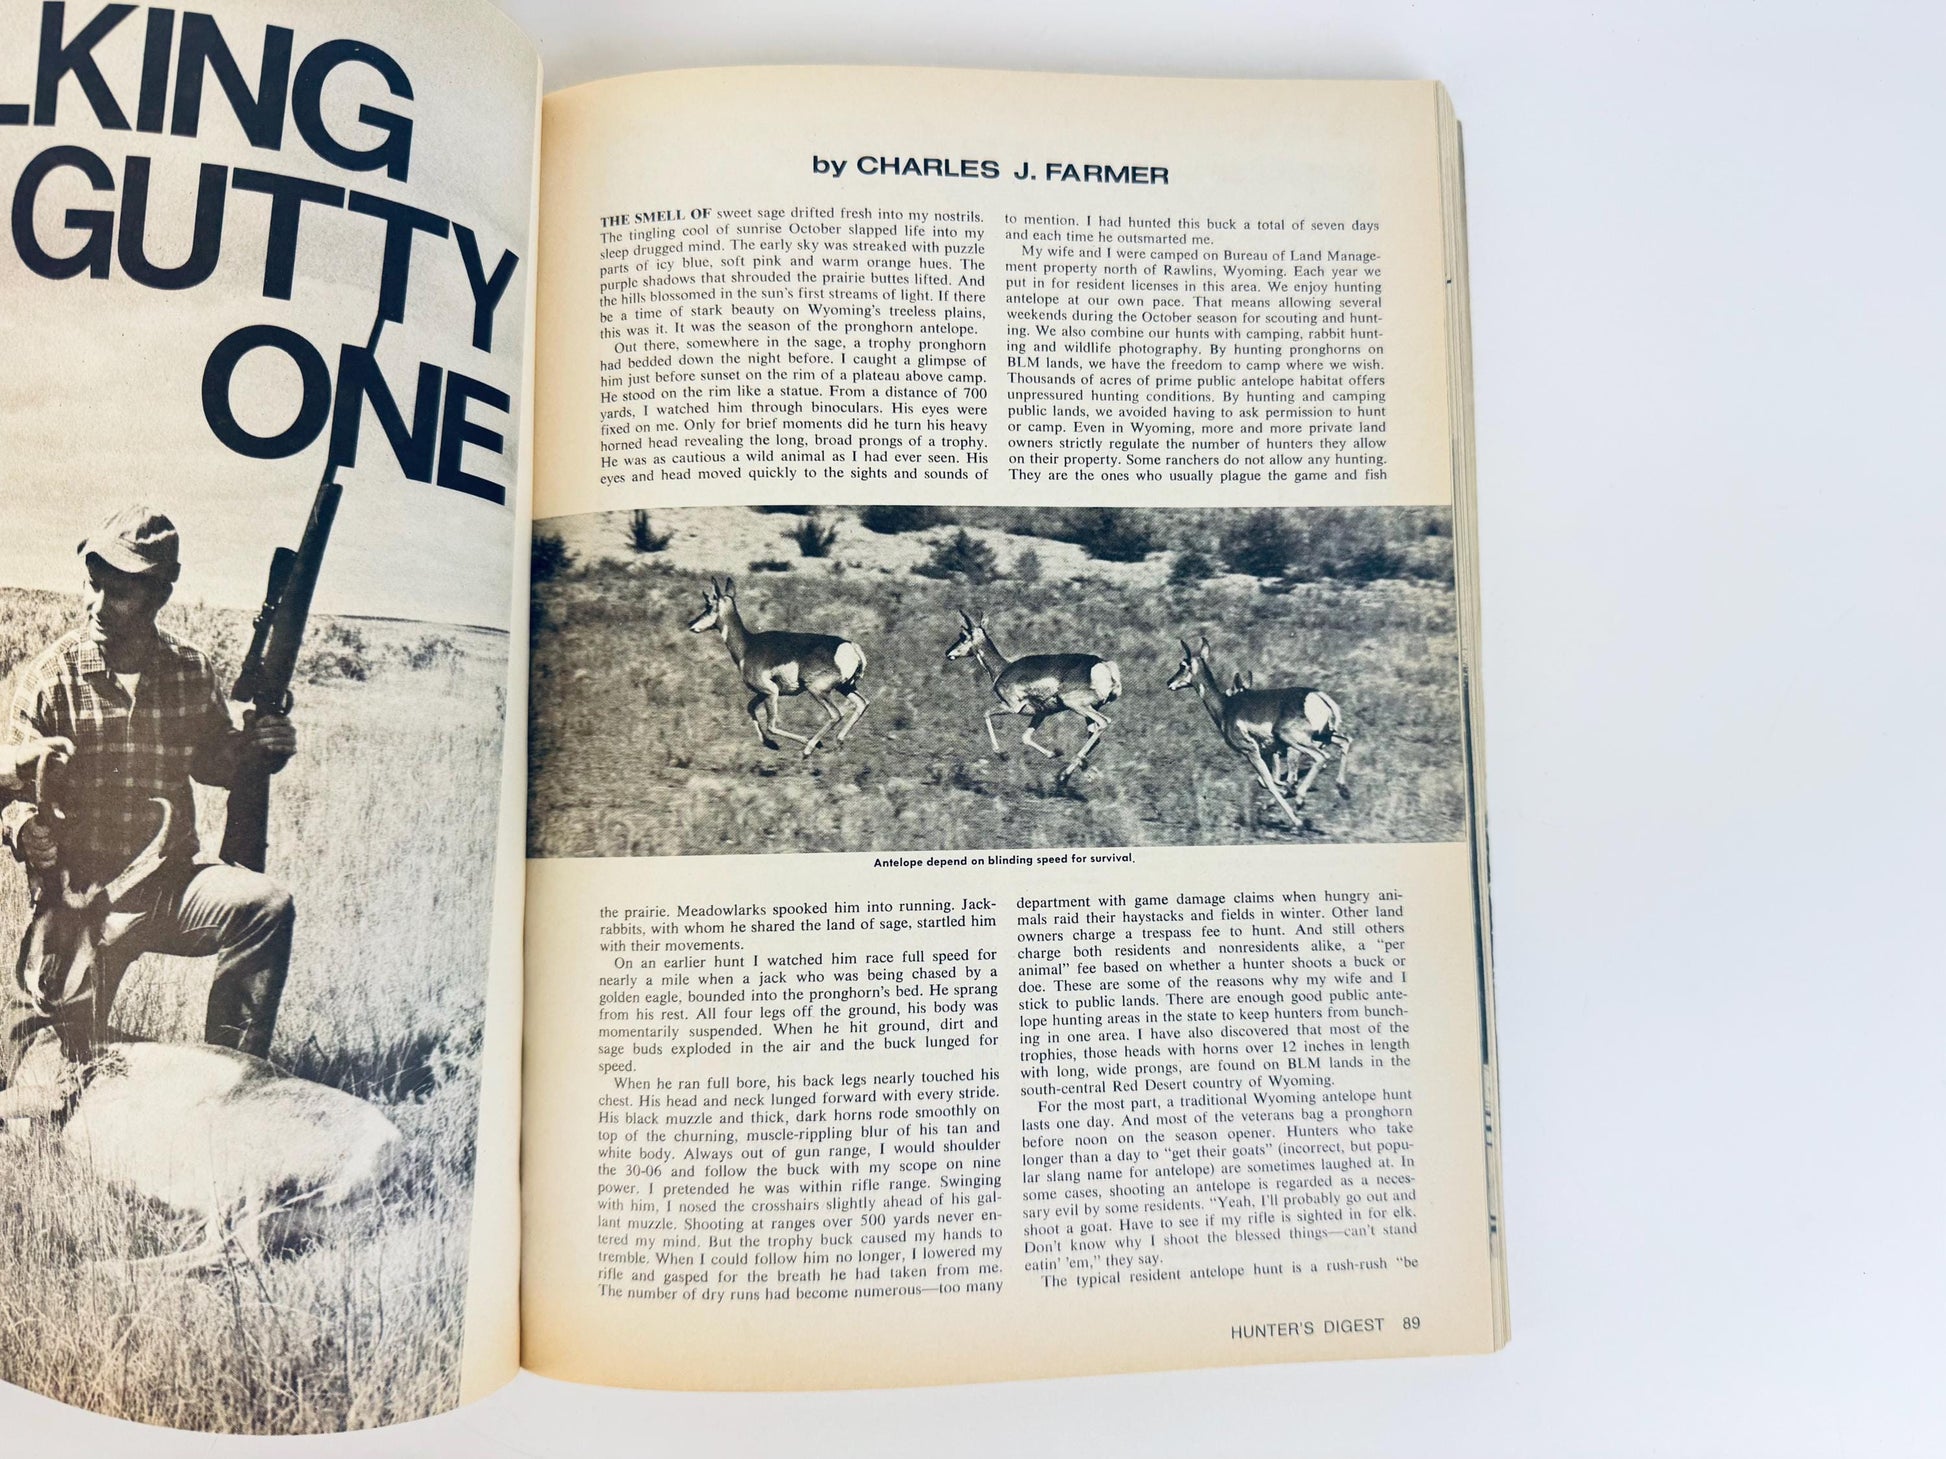 LKING
GUTTY
ONE
by CHARLES J. FARMER
THE SMELL OF sweet sage drifted fresh into my nostrils.
The tingling cool of sunrise October slapped life into my
sleep drugged mind. The early sky was streaked with puzzle
parts of icy blue, soft pink and warm orange hues. The
purple shadows that shrouded the prairie buttes lifted. And
the hills blossomed in the sun's first streams of light. If there
be a time of stark beauty on Wyoming's treeless plains,
this was it. It was the season of the pronghorn antelope.
Out there, somewhere in the sage, a trophy pronghorn
had bedded down the night before. I caught a glimpse of
him just before sunset on the rim of a plateau above camp.
He stood on the rim like a statue. From a distance of 700
yards, I watched him through binoculars. His eyes were
fixed on me. Only for brief moments did he turn his heavy
horned head revealing the long, broad prongs of a trophy.
He was as cautious a wild animal as I had ever seen. His
eyes and head moved quickly to the sights and sounds of
to mention. I had hunted this buck a total of seven days
and each time he outsmarted me.
My wife and I were camped on Bureau of Land Manage-
ment property north of Rawlins, Wyoming. Each year we
put in for resident licenses in this area. We enjoy hunting
antelope at our own pace. That means allowing several
weekends during the October season for scouting and hunt-
ing. We also combine our hunts with camping, rabbit hunt-
ing and wildlife photography. By hunting pronghorns on
BLM lands, we have the freedom to camp where we wish.
Thousands of acres of prime public antelope habitat offers
unpressured hunting conditions. By hunting and camping
public lands, we avoided having to ask permission to hunt
or camp. Even in Wyoming, more and more private land
owners strictly regulate the number of hunters they allow
on their property. Some ranchers do not allow any hunting.
They are the ones who usually plague the game and fish
Antelope depend on blinding speed for survival.
the prairie. Meadowlarks spooked him into running. Jack-
rabbits, with whom he shared the land of sage, startled him
with their movements.
On an earlier hunt I watched him race full speed for
nearly a mile when a jack who was being chased by a
golden eagle, bounded into the pronghorn's bed. He sprang
from his rest. All four legs off the ground, his body was
momentarily suspended. When he hit ground, dirt and
sage buds exploded in the air and the buck lunged for
speed.
When he ran full bore, his back legs nearly touched his
chest. His head and neck lunged forward with every stride.
His black muzzle and thick, dark horns rode smoothly on
top of the churning, muscle-rippling blur of his tan and
white body. Always out of gun range, I would shoulder
the 30-06 and follow the buck with my scope on nine
power. I pretended he was within rifle range. Swinging
with him, I nosed the crosshairs slightly ahead of his gal-
lant muzzle. Shooting at ranges over 500 yards never en-
tered my mind. But the trophy buck caused my hands to
tremble. When I could follow him no longer, I lowered my
rifle and gasped for the breath he had taken from me.
The number of dry runs had become numerous—too many
department with game damage claims when hungry ani-
mals raid their haystacks and fields in winter. Other land
owners charge a trespass fee to hunt. And still others
charge both residents and nonresidents alike, a "per
animal" fee based on whether a hunter shoots a buck or
doe. These are some of the reasons why my wife and I
stick to public lands. There are enough good public ante-
lope hunting areas in the state to keep hunters from bunch-
ing in one area. I have also discovered that most of the
trophies, those heads with horns over 12 inches in length
with long, wide prongs, are found on BLM lands in the
south-central Red Desert country of Wyoming.
For the most part, a traditional Wyoming antelope hunt
lasts one day. And most of the veterans bag a pronghorn
before noon on the season opener. Hunters who take
longer than a day to "get their goats" (incorrect, but popu-
lar slang name for antelope) are sometimes laughed at. In
some cases, shooting an antelope is regarded as a neces-
sary evil by some residents. "Yeah, I'll probably go out and
shoot a goat. Have to see if my rifle is sighted in for elk.
Don't know why I shoot the blessed things—can't stand
eatin' 'em," they say.
The typical resident antelope hunt is a rush-rush "be
HUNTER'S DIGEST 89